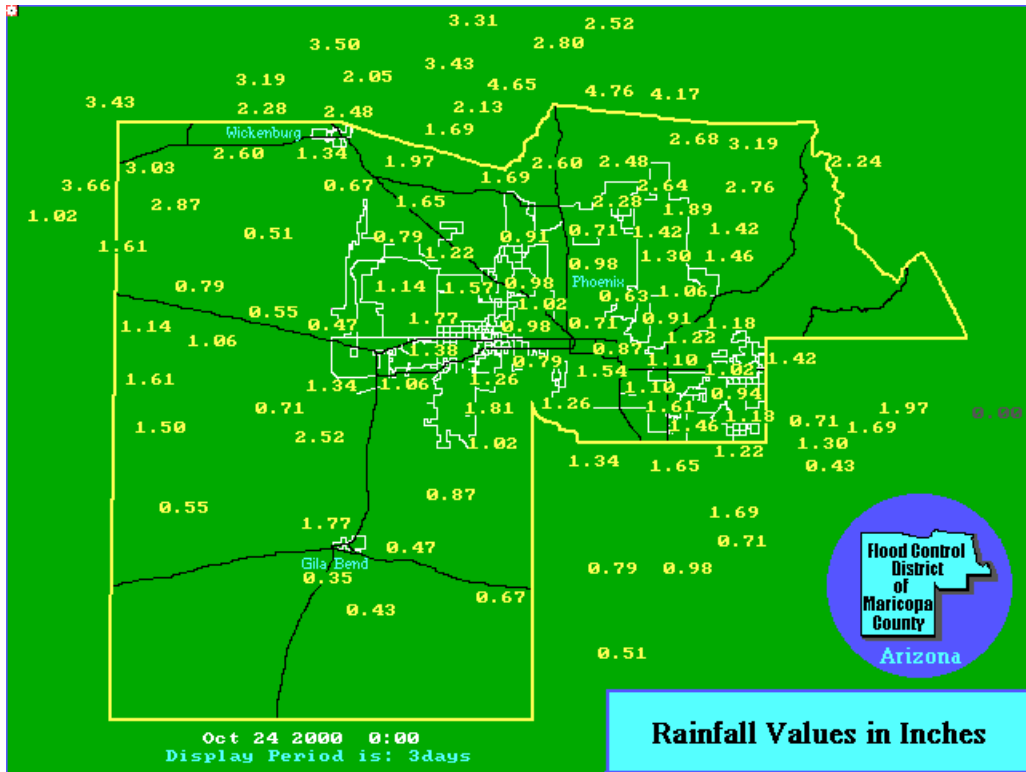 3.31 2.52
3.50 2.80
3.43
3.19 2.05
4.65 4.76 4.17
3.43 2.28 2.48 2.13
Wickenburg 1.69 2.68 3.19
2.60 1.34 1.97 2.60 2.48 2.24
3.03 1.69
3.66 0.67 2.64 2.76
2.87 1.65 2.28 1.89
1.02
0.51 0.79 0.91 0.71 1.42 1.42
1.61 1.22 1.30 1.46
0.98
0.79 1.14 1.57 0.98 Phoenix 1.06
1.02 0.63
0.55 1.77 0.91
1.14 0.47 0.98 0.71 1.18
1.06 1.38 0.87 1.22
0.79 1.10 1.42
1.61 1.34 1.06 1.26 1.54 1.10 1.02
0.94
0.71 1.81 1.26 1.61 1.97 0.00
1.50 1.46 1.18 0.71 1.69
2.52 1.02 1.22 1.30
1.34 1.65 0.43
0.87
0.55 1.69
1.77
0.47 0.71
Gila Bend 0.79 0.98
0.35
0.43 0.67
0.51
Flood Control
District
of
Maricopa
County
Arizona
Oct 24 2000 0:00
Display Period is: 3days
Rainfall Values in Inches